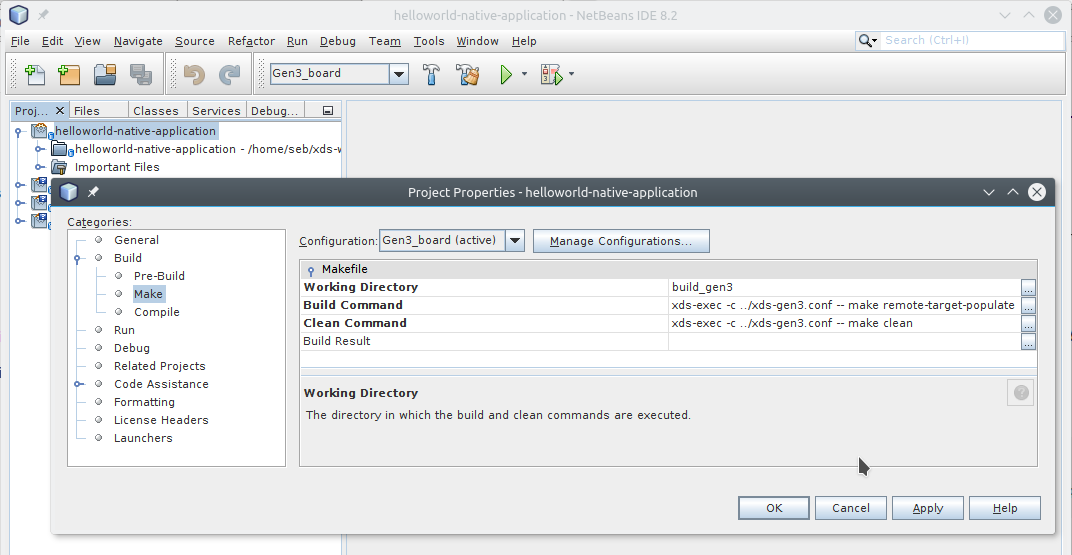 helloworld-native-application - NetBeans IDE 8.2
File Edit View Navigate Source Refactor Run Debug Team Tools Window Help
Search (Ctrl+I)
Gen3_board
Proj... Files Classes Services Debug...
helloworld-native-application
helloworld-native-application - /home/seb/xds-w
Important Files
Project Properties - helloworld-native-application
Categories:
General
Build
Pre-Build
Make
Compile
Run
Debug
Related Projects
Code Assistance
Formatting
License Headers
Launchers
Configuration: Gen3_board (active) Manage Configurations...
Makefile
Working Directory build_gen3 ...
Build Command xds-exec -c ../xds-gen3.conf -- make remote-target-populate ...
Clean Command xds-exec -c ../xds-gen3.conf -- make clean ...
Build Result ...
Working Directory
?
The directory in which the build and clean commands are executed.
OK Cancel Apply Help